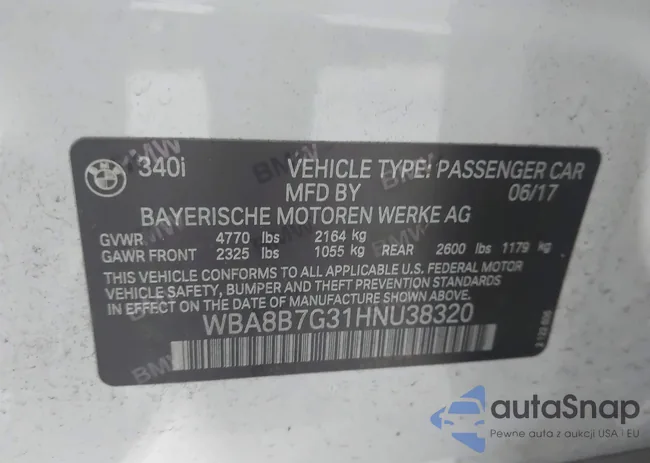 340i VEHICLE TYPE: PASSENGER CAR
MFD BY 06/17
BAYERISCHE MOTOREN WERKE AG
GVWR 4770 lbs 2164 kg
GAWR FRONT 2325 lbs 1055 kg REAR 2600 lbs 1179 kg
THIS VEHICLE CONFORMS TO ALL APPLICABLE U.S. FEDERAL MOTOR
VEHICLE SAFETY, BUMPER AND THEFT PREVENTION STANDARDS
IN EFFECT ON THE DATE OF MANUFACTURE SHOWN ABOVE.
WBA8B7G31HNU38320
autaSnap
Pewne auta z aukcji USA i EU